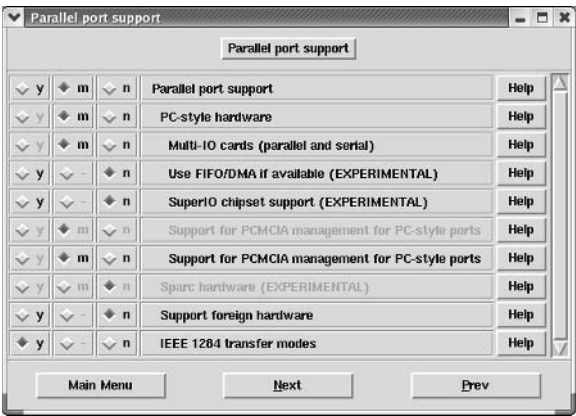 Parallel port support
Parallel port support
y m n Parallel port support Help
y m n PC-style hardware Help
y m n Multi-IO cards (parallel and serial) Help
y - n Use FIFO/DMA if available (EXPERIMENTAL) Help
y - n SuperIO chipset support (EXPERIMENTAL) Help
y m n Support for PCMCIA management for PC-style ports Help
y m n Support for PCMCIA management for PC-style ports Help
y m n Sparc hardware (EXPERIMENTAL) Help
y - n Support foreign hardware Help
y - n IEEE 1284 transfer modes Help
Main Menu Next Prev